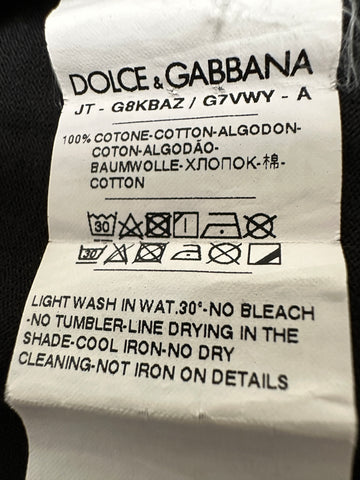 DOLCE & GABBANA
JT - G8KBAZ / G7VWY - A
100% COTONE-COTTON-ALGODON-
COTON-ALGODÃO-
BAUMWOLLE-ХЛОПОК-棉-
COTTON
30
30
LIGHT WASH IN WAT.30°-NO BLEACH
-NO TUMBLER-LINE DRYING IN THE
SHADE-COOL IRON-NO DRY
CLEANING-NOT IRON ON DETAILS